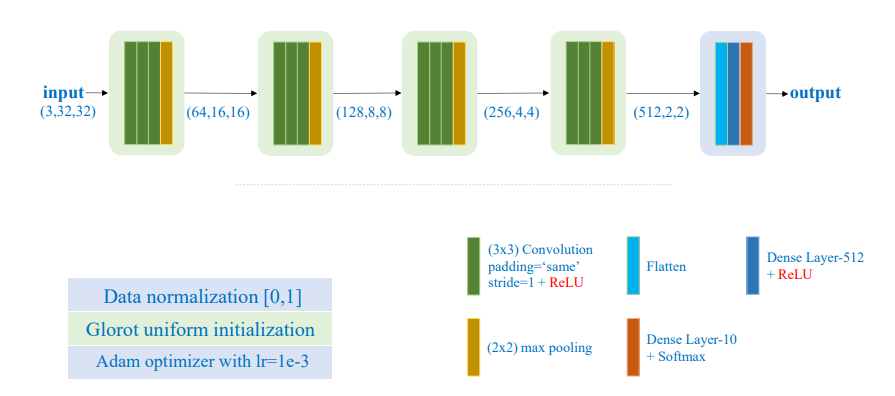 input
(3,32,32)
(64,16,16)
(128,8,8)
(256,4,4)
(512,2,2)
output
(3x3) Convolution
padding=‘same’
stride=1 + ReLU
Flatten
Dense Layer-512
+ ReLU
(2x2) max pooling
Dense Layer-10
+ Softmax
Data normalization [0,1]
Glorot uniform initialization
Adam optimizer with lr=1e-3